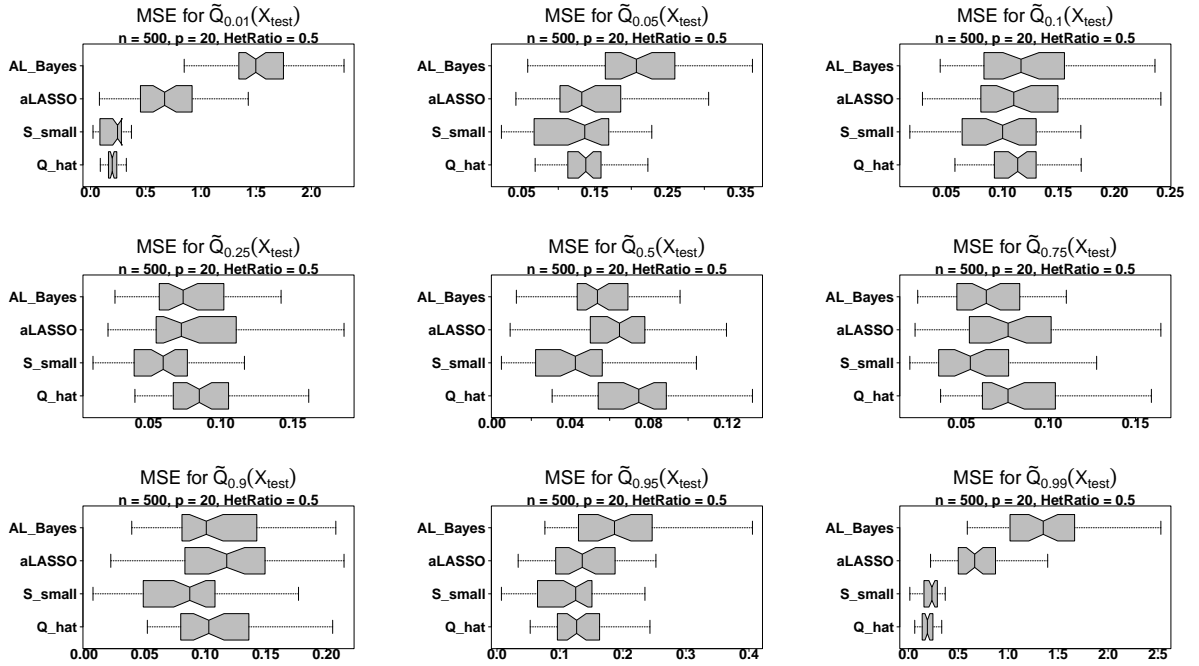 MSE for Q̃0.01(Xtest)
n = 500, p = 20, HetRatio = 0.5
AL_Bayes
aLASSO
S_small
Q_hat
0.0 0.5 1.0 1.5 2.0
MSE for Q̃0.05(Xtest)
n = 500, p = 20, HetRatio = 0.5
AL_Bayes
aLASSO
S_small
Q_hat
0.05 0.15 0.25 0.35
MSE for Q̃0.1(Xtest)
n = 500, p = 20, HetRatio = 0.5
AL_Bayes
aLASSO
S_small
Q_hat
0.05 0.10 0.15 0.20 0.25
MSE for Q̃0.25(Xtest)
n = 500, p = 20, HetRatio = 0.5
AL_Bayes
aLASSO
S_small
Q_hat
0.05 0.10 0.15
MSE for Q̃0.5(Xtest)
n = 500, p = 20, HetRatio = 0.5
AL_Bayes
aLASSO
S_small
Q_hat
0.00 0.04 0.08 0.12
MSE for Q̃0.75(Xtest)
n = 500, p = 20, HetRatio = 0.5
AL_Bayes
aLASSO
S_small
Q_hat
0.05 0.10 0.15
MSE for Q̃0.9(Xtest)
n = 500, p = 20, HetRatio = 0.5
AL_Bayes
aLASSO
S_small
Q_hat
0.00 0.05 0.10 0.15 0.20
MSE for Q̃0.95(Xtest)
n = 500, p = 20, HetRatio = 0.5
AL_Bayes
aLASSO
S_small
Q_hat
0.0 0.1 0.2 0.3 0.4
MSE for Q̃0.99(Xtest)
n = 500, p = 20, HetRatio = 0.5
AL_Bayes
aLASSO
S_small
Q_hat
0.0 0.5 1.0 1.5 2.0 2.5